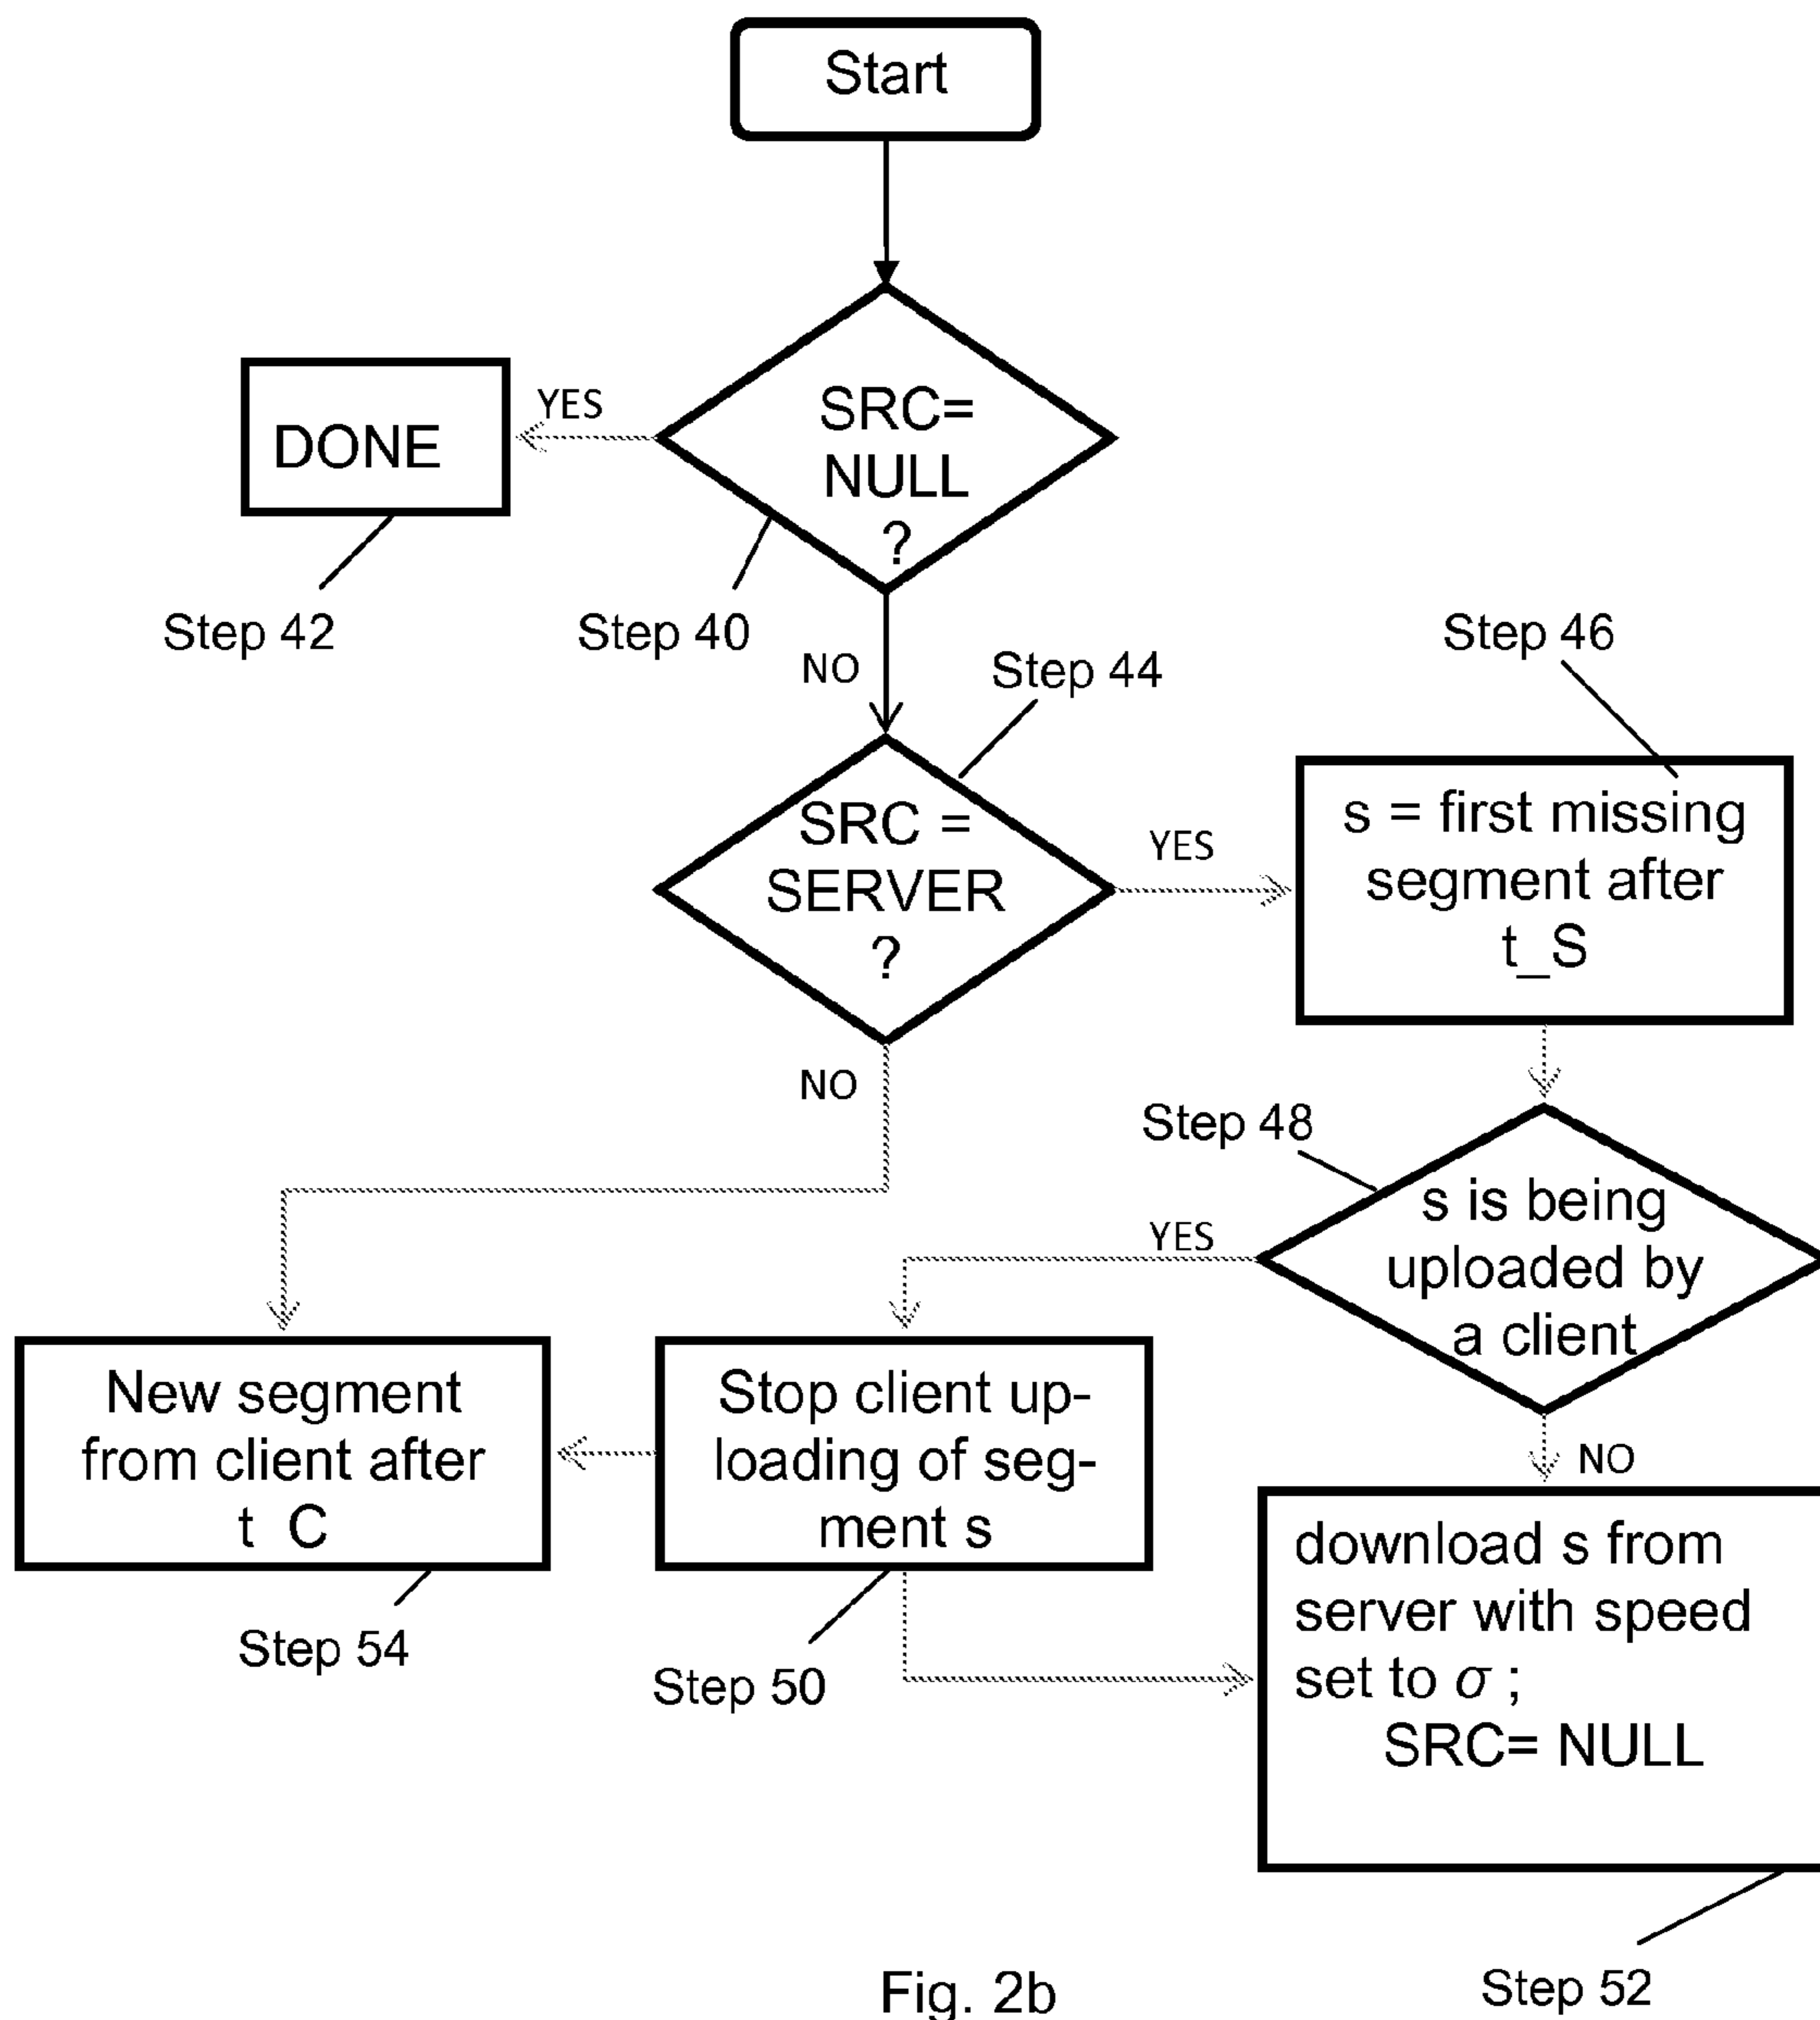 Start
YES
SRC=
NULL
?
DONE
Step 42
Step 40
Step 46
NO
Step 44
SRC =
SERVER
?
YES
s = first missing
segment after
t_S
NO
Step 48
s is being
uploaded by
a client
YES
New segment
from client after
t C
Stop client up-
loading of seg-
ment s
NO
download s from
server with speed
set to σ ;
SRC= NULL
Step 54
Step 50
Fig. 2b
Step 52